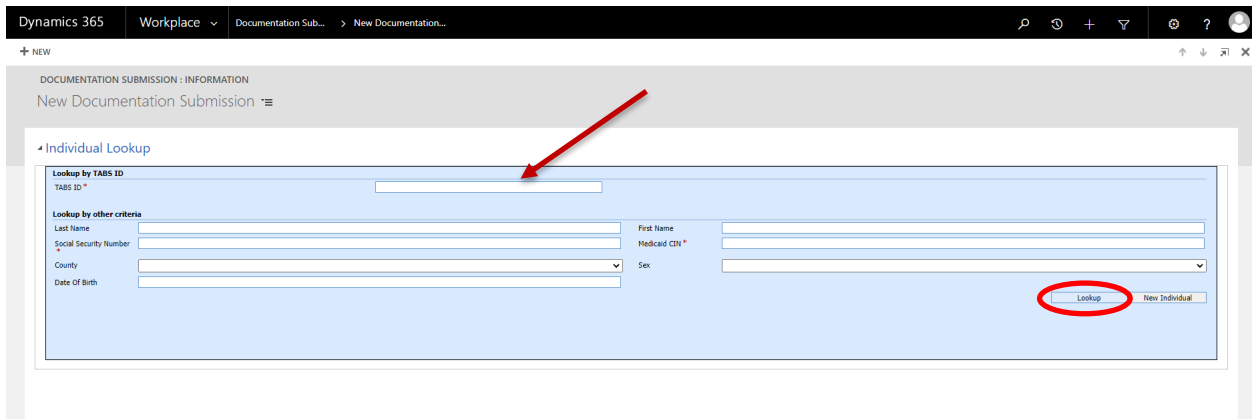 Dynamics 365 Workplace Documentation Sub... > New Documentation... ?
+ NEW
DOCUMENTATION SUBMISSION : INFORMATION
New Documentation Submission
Individual Lookup
Lookup by TABS ID
TABS ID *
Lookup by other criteria
Last Name First Name
Social Security Number * Medicaid CIN *
County Sex
Date Of Birth
Lookup New Individual